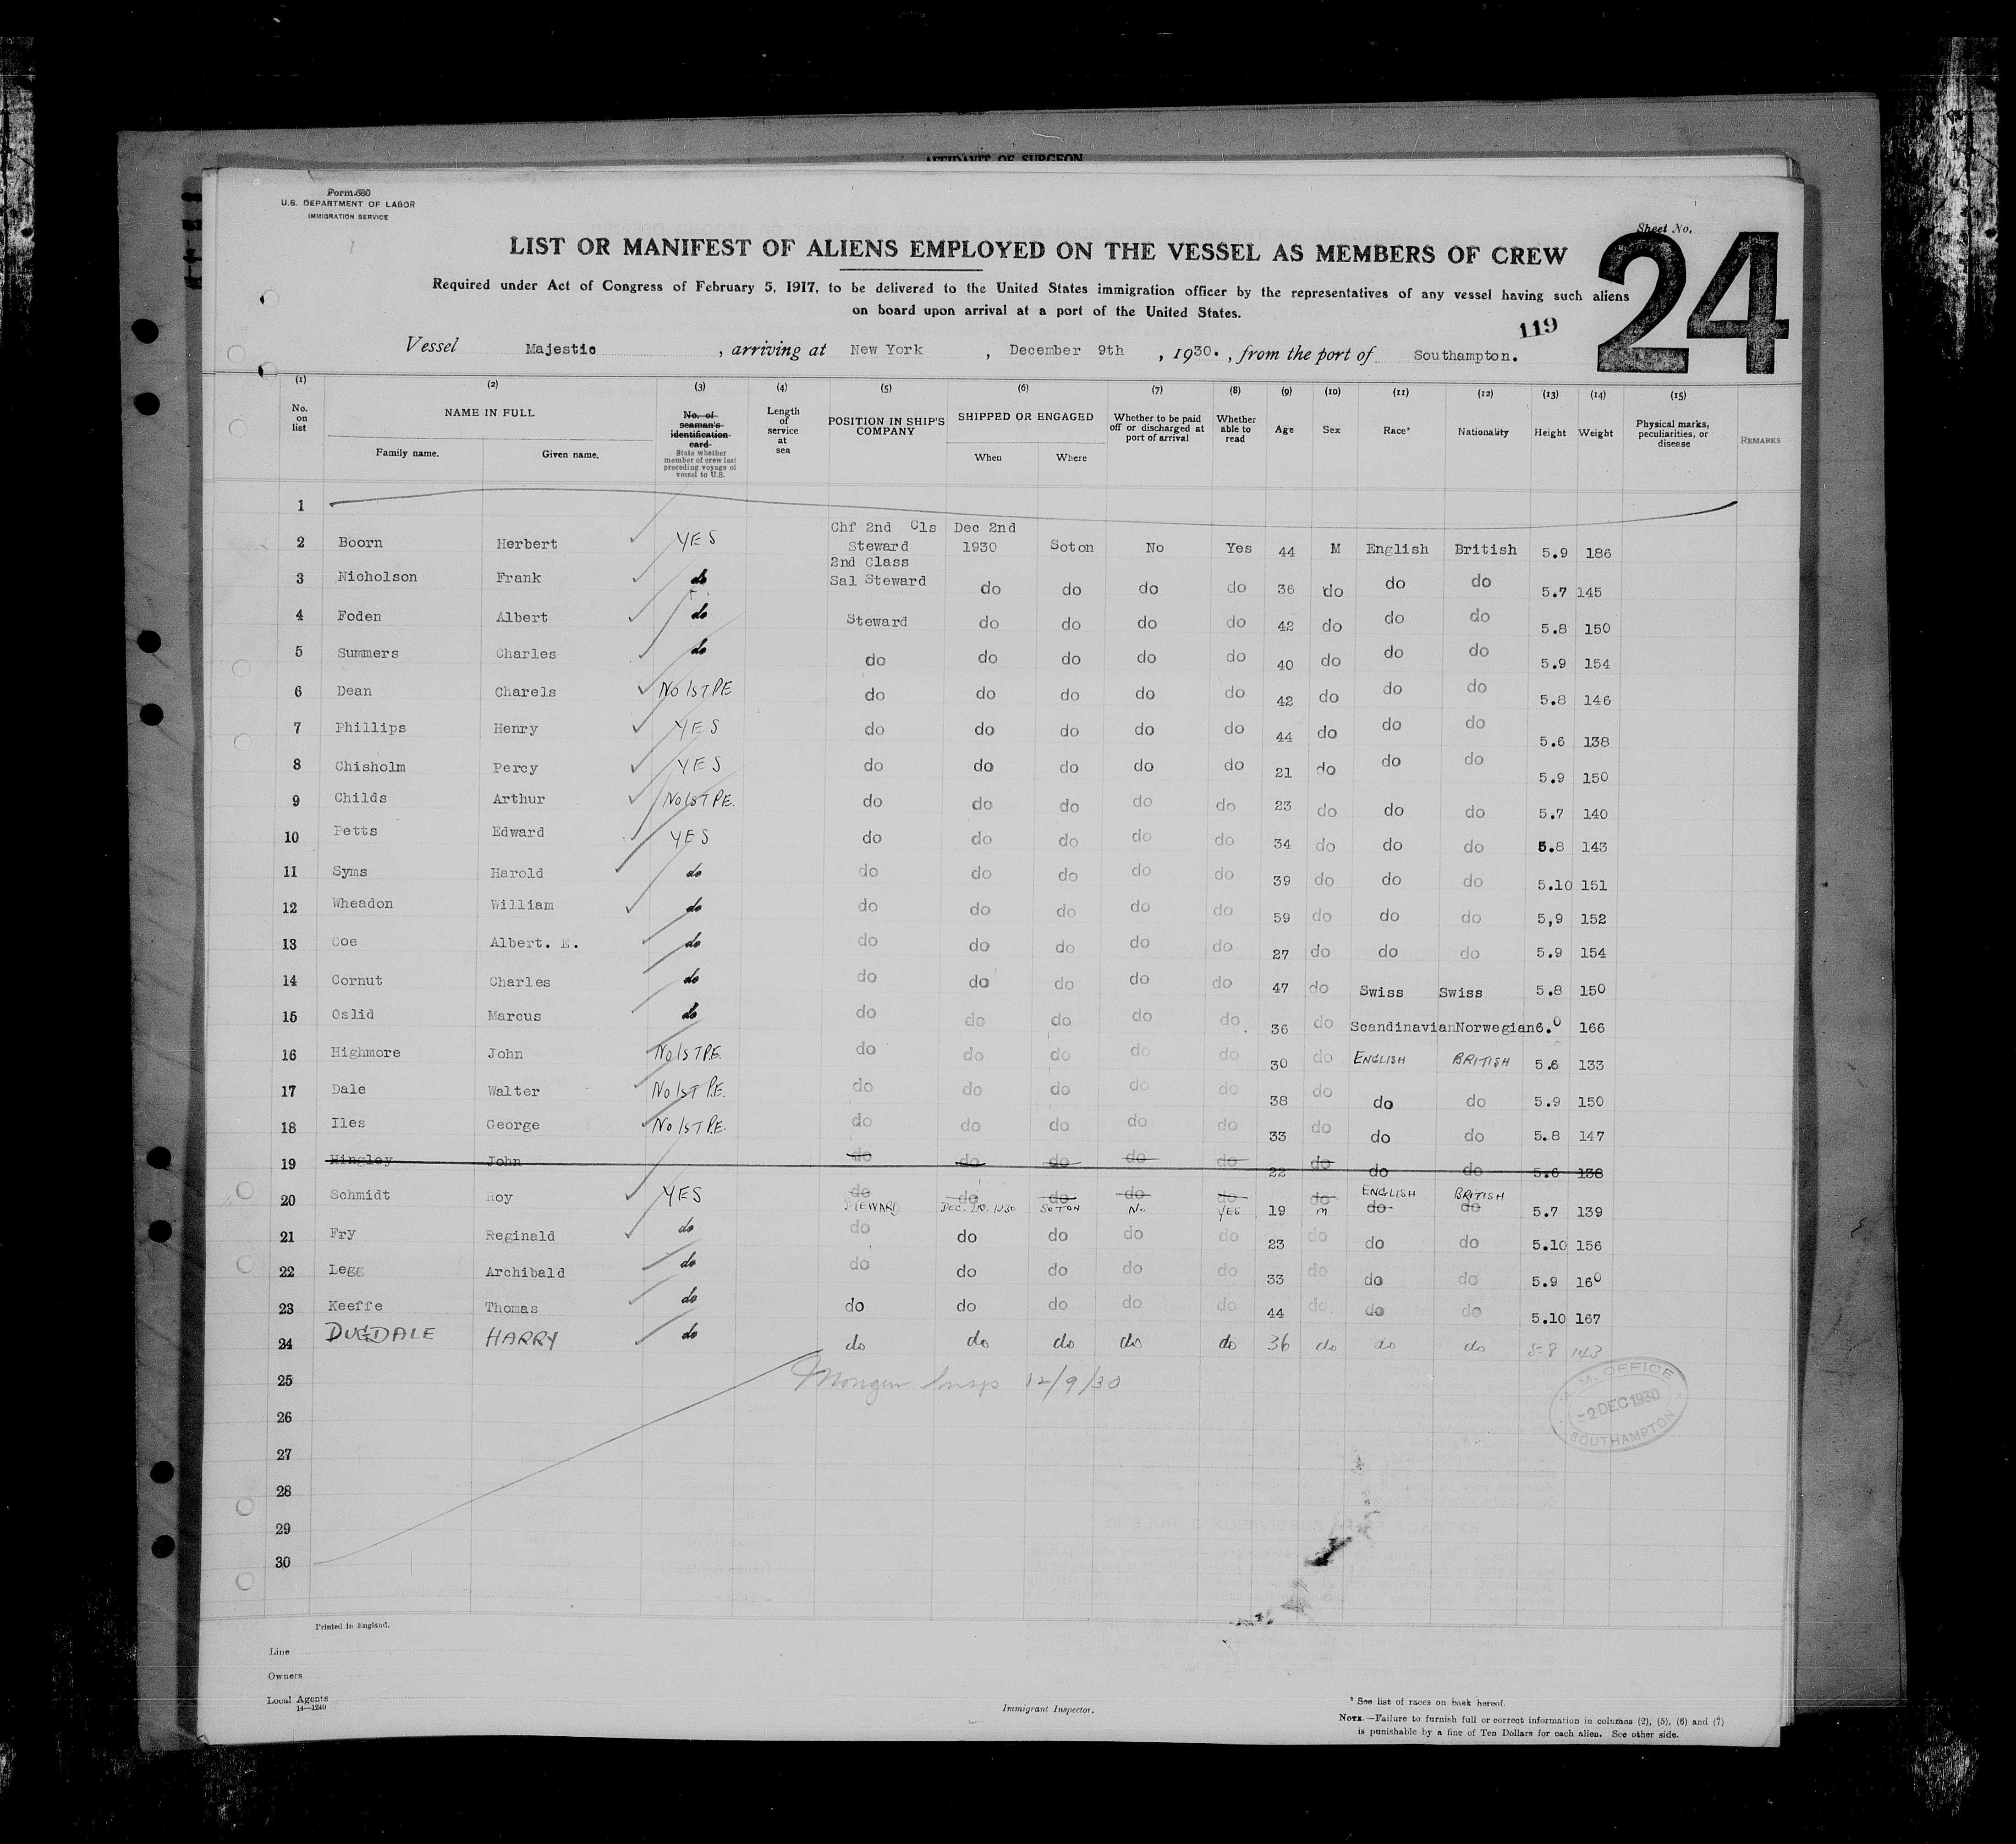 AFFIDAVIT OF SURGEON
Form 680
U.S. DEPARTMENT OF LABOR
IMMIGRATION SERVICE
Sheet No.
24
LIST OR MANIFEST OF ALIENS EMPLOYED ON THE VESSEL AS MEMBERS OF CREW
Required under Act of Congress of February 5, 1917, to be delivered to the United States immigration officer by the representatives of any vessel having such aliens
on board upon arrival at a port of the United States.
119
Vessel Majestic , arriving at New York , December 9th , 1930. , from the port of Southampton.
(1) (2) (3) (4) (5) (6) (7) (8) (9) (10) (11) (12) (13) (14) (15)
No. on list NAME IN FULL Family name. Given name. No. of seaman's identification card State whether member of crew last preceding voyage of vessel to U.S. Length of service at sea POSITION IN SHIP'S COMPANY SHIPPED OR ENGAGED When Where Whether to be paid off or discharged at port of arrival Whether able to read Age Sex Race* Nationality Height Weight Physical marks, peculiarities, or disease REMARKS
1
2 Boorn Herbert YES Chf 2nd Cls Steward Dec 2nd 1930 Soton No Yes 44 M English British 5.9 186
3 Nicholson Frank do 2nd Class Sal Steward do do do do 36 do do do 5.7 145
4 Foden Albert do Steward do do do do 42 do do do 5.8 150
5 Summers Charles do do do do do do 40 do do do 5.9 154
6 Dean Charels No 1ST PE do do do do do 42 do do do 5.8 146
7 Phillips Henry YES do do do do do 44 do do do 5.6 138
8 Chisholm Percy YES do do do do do 21 do do do 5.9 150
9 Childs Arthur No 1ST PE. do do do do do 23 do do do 5.7 140
10 Petts Edward YES do do do do do 34 do do do 5.8 143
11 Syms Harold do do do do do do 39 do do do 5.10 151
12 Wheadon William do do do do do do 59 do do do 5,9 152
13 Coe Albert. E. do do do do do do 27 do do do 5.9 154
14 Cornut Charles do do do do do do 47 do Swiss Swiss 5.8 150
15 Oslid Marcus do do do do do do 36 do Scandinavian Norwegian 6.0 166
16 Highmore John No 1ST P.E. do do do do do 30 do ENGLISH BRITISH 5.6 133
17 Dale Walter No 1ST P.E. do do do do do 38 do do do 5.9 150
18 Iles George No 1ST P.E. do do do do do 33 do do do 5.8 147
19 Hingley John do do do do do 22 do do do 5.6 138
20 Schmidt Roy YES do do do do do do do do
STEWARD DEC. 2ND. 1930 SOTON No YES 19 M ENGLISH BRITISH 5.7 139
21 Fry Reginald do do do do do do 23 do do do 5.10 156
22 Legg Archibald do do do do do do 33 do do do 5.9 160
23 Keeffe Thomas do do do do do do 44 do do do 5.10 167
24 DUGDALE HARRY do do do do do do 36 do do do 5-8 143
25 Insp 12/9/30
26
27
28
29
30
M.M. OFFICE
2 DEC 1930
SOUTHAMPTON
Printed in England.
Line
Owners
Local Agents
14—1240
Immigrant Inspector.
* See list of races on back hereof.
NOTE.—Failure to furnish full or correct information in columns (2), (5), (6) and (7)
is punishable by a fine of Ten Dollars for each alien. See other side.